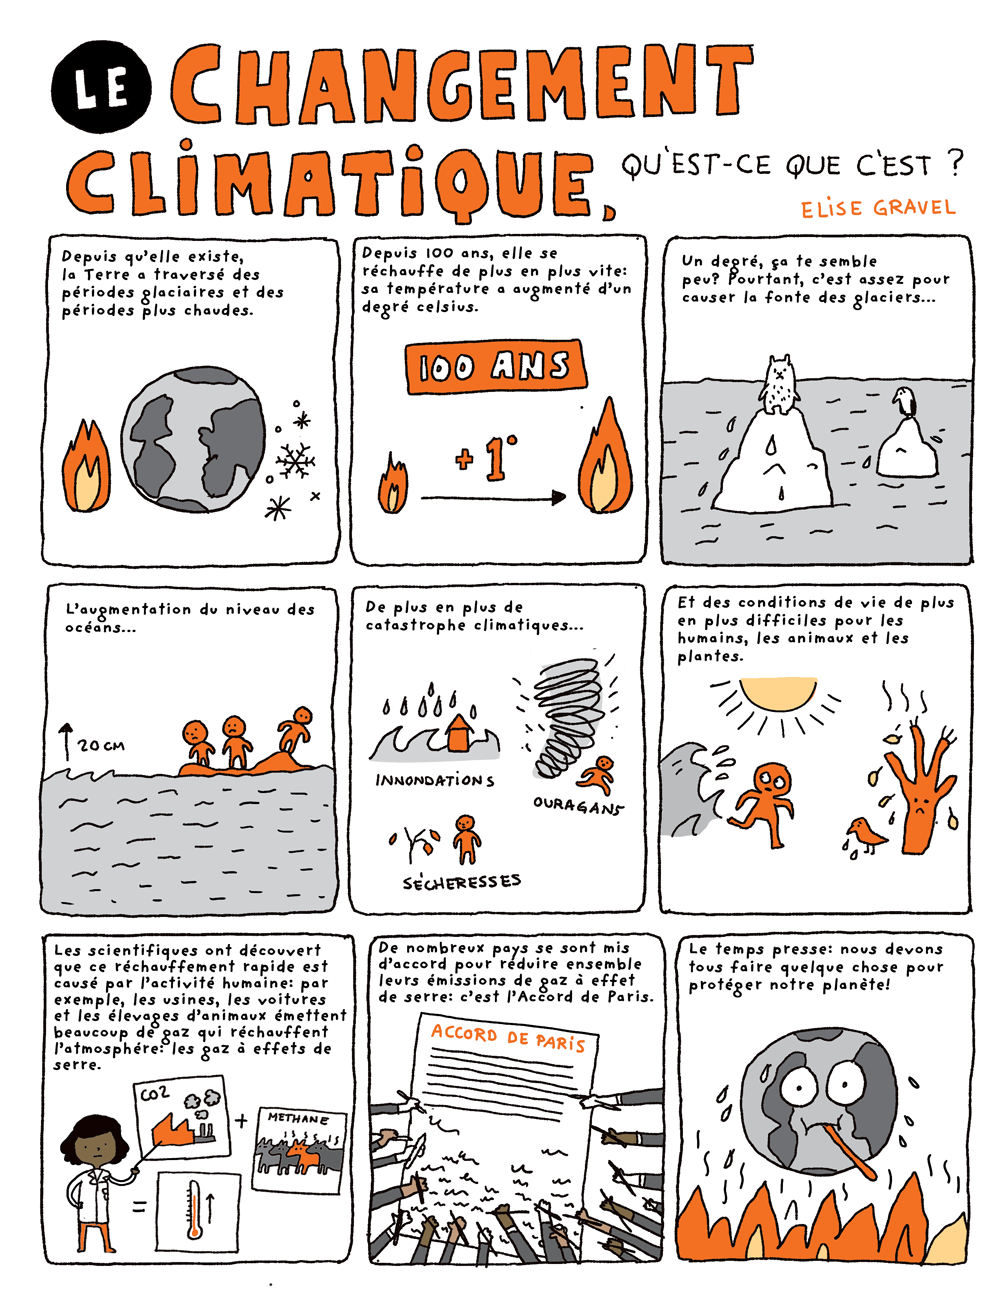 LE CHANGEMENT
CLIMATIQUE, QU'EST-CE QUE C'EST ?
ELISE GRAVEL
Depuis qu'elle existe,
la Terre a traversé des
périodes glaciaires et des
périodes plus chaudes.
Depuis 100 ans, elle se
réchauffe de plus en plus vite:
sa température a augmenté d'un
degré celsius.
100 ANS
+1°
Un degré, ça te semble
peu? Pourtant, c'est assez pour
causer la fonte des glaciers...
L'augmentation du niveau des
océans...
20 CM
De plus en plus de
catastrophe climatiques...
INNONDATIONS
OURAGANS
SÉCHERESSES
Et des conditions de vie de plus
en plus difficiles pour les
humains, les animaux et les
plantes.
Les scientifiques ont découvert
que ce réchauffement rapide est
causé par l'activité humaine: par
exemple, les usines, les voitures
et les élevages d'animaux émettent
beaucoup de gaz qui réchauffent
l'atmosphére: les gaz à effets de
serre.
CO2
+
METHANE
=
De nombreux pays se sont mis
d'accord pour réduire ensemble
leurs émissions de gaz à effet
de serre: c'est l'Accord de Paris.
ACCORD DE PARIS
Le temps presse: nous devons
tous faire quelque chose pour
protéger notre planète!